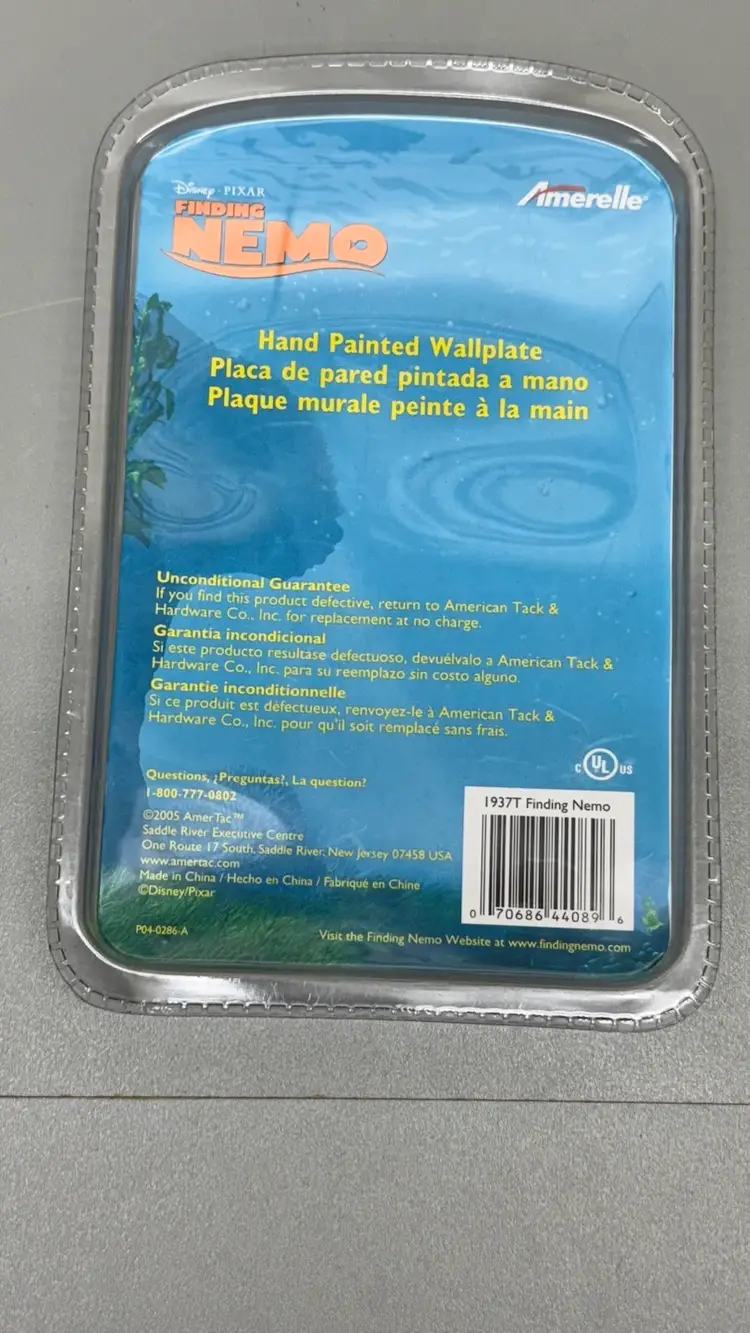 Disney · PIXAR
FINDING
NEMO
Amerelle®
Hand Painted Wallplate
Placa de pared pintada a mano
Plaque murale peinte à la main
Unconditional Guarantee
If you find this product defective, return to American Tack &
Hardware Co., Inc. for replacement at no charge.
Garantía incondicional
Si este producto resultase defectuoso, devuélvalo a American Tack &
Hardware Co., Inc. para su reemplazo sin costo alguno.
Garantie inconditionnelle
Si ce produit est défectueux, renvoyez-le à American Tack &
Hardware Co., Inc. pour qu'il soit remplacé sans frais.
c UL us
Questions, ¿Preguntas?, La question?
1-800-777-0802
©2005 AmerTac™
Saddle River Executive Centre
One Route 17 South, Saddle River, New Jersey 07458 USA
www.amertac.com
Made in China / Hecho en China / Fabriqué en Chine
©Disney/Pixar
1937T Finding Nemo
0 70686 44089 6
P04-0286-A
Visit the Finding Nemo Website at www.findingnemo.com